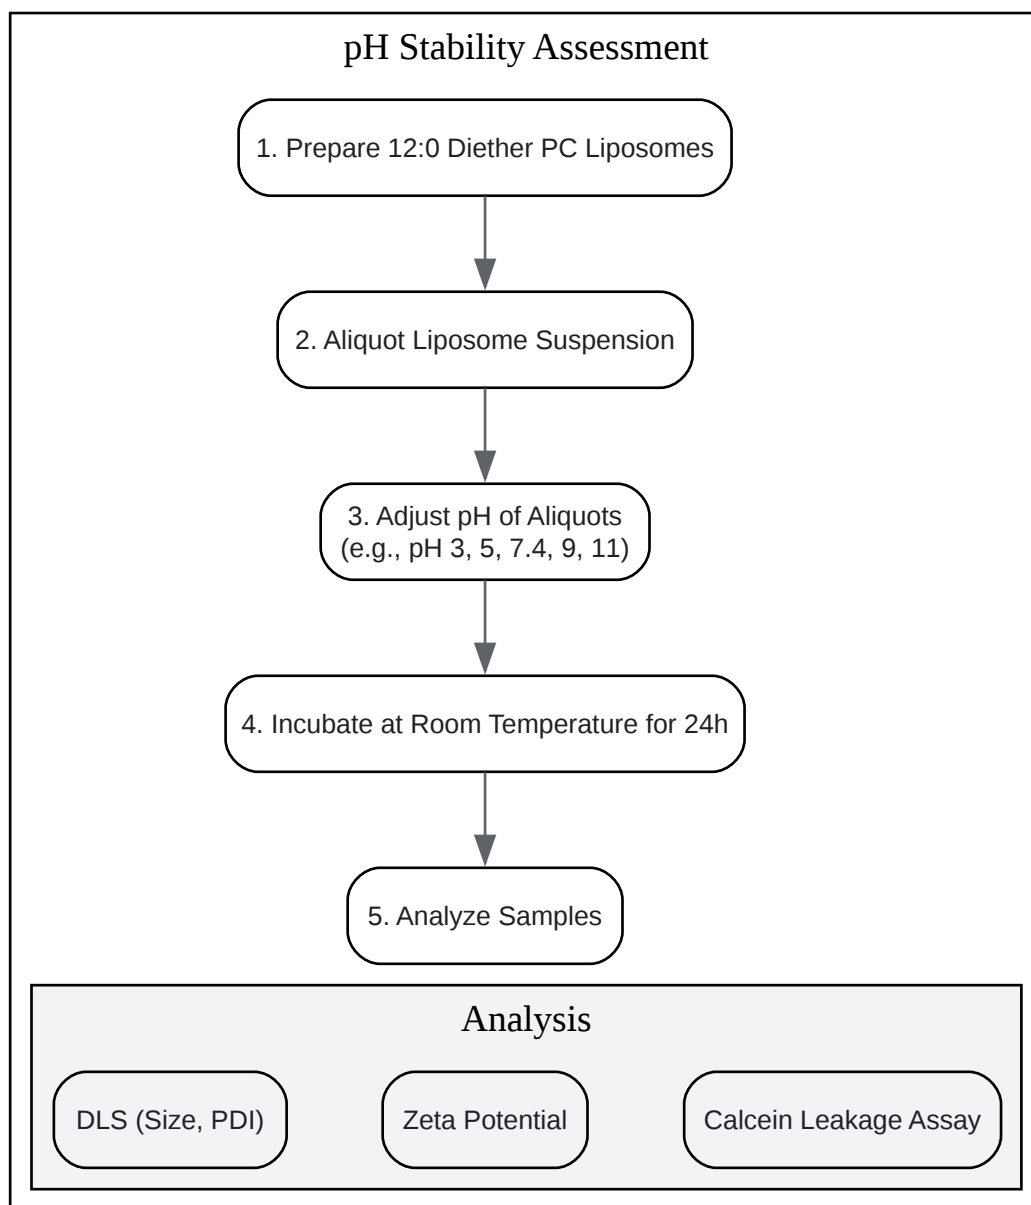 pH Stability Assessment
1. Prepare 12:0 Diether PC Liposomes
2. Aliquot Liposome Suspension
3. Adjust pH of Aliquots
(e.g., pH 3, 5, 7.4, 9, 11)
4. Incubate at Room Temperature for 24h
5. Analyze Samples
Analysis
DLS (Size, PDI)
Zeta Potential
Calcein Leakage Assay